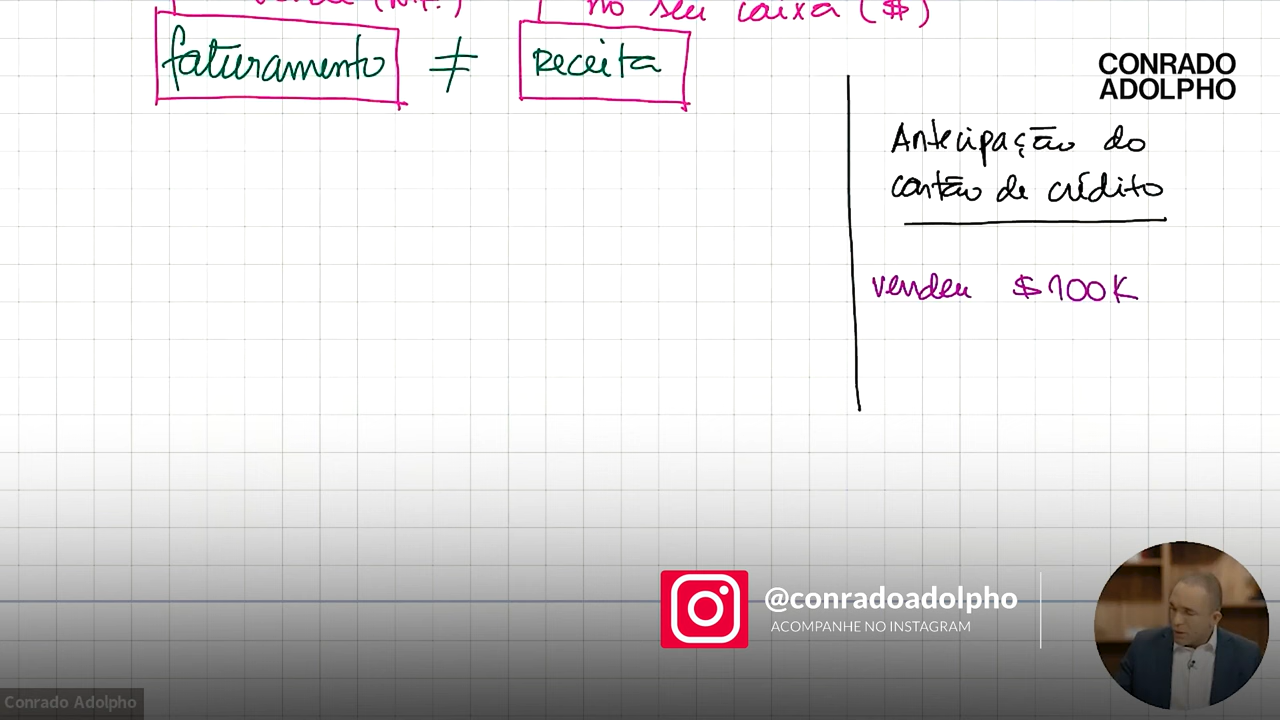 no seu caixa ($)
faturamento ≠ receita
CONRADO
ADOLPHO
Antecipação do
cartão de crédito
vendeu $100K
@conradoadolpho
ACOMPANHE NO INSTAGRAM
Conrado Adolpho